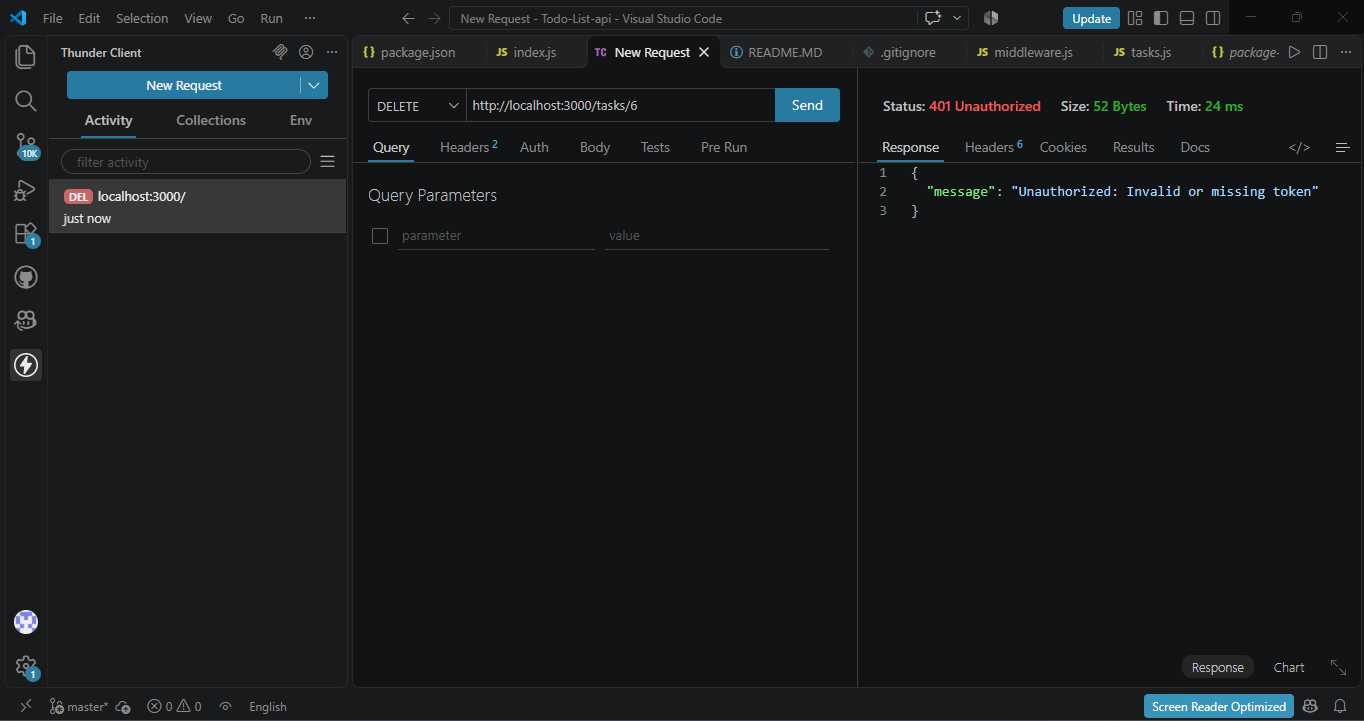 File Edit Selection View Go Run ··· New Request - Todo-List-api - Visual Studio Code Update
Thunder Client
{} package.json JS index.js TC New Request README.MD .gitignore JS middleware.js JS tasks.js {} package-
New Request
Activity Collections Env
filter activity
DEL localhost:3000/
just now
10K
1
1
DELETE http://localhost:3000/tasks/6 Send
Query Headers 2 Auth Body Tests Pre Run
Query Parameters
parameter value
Status: 401 Unauthorized Size: 52 Bytes Time: 24 ms
Response Headers 6 Cookies Results Docs </>
1 {
2 "message": "Unauthorized: Invalid or missing token"
3 }
Response Chart
master* 0 0 English Screen Reader Optimized